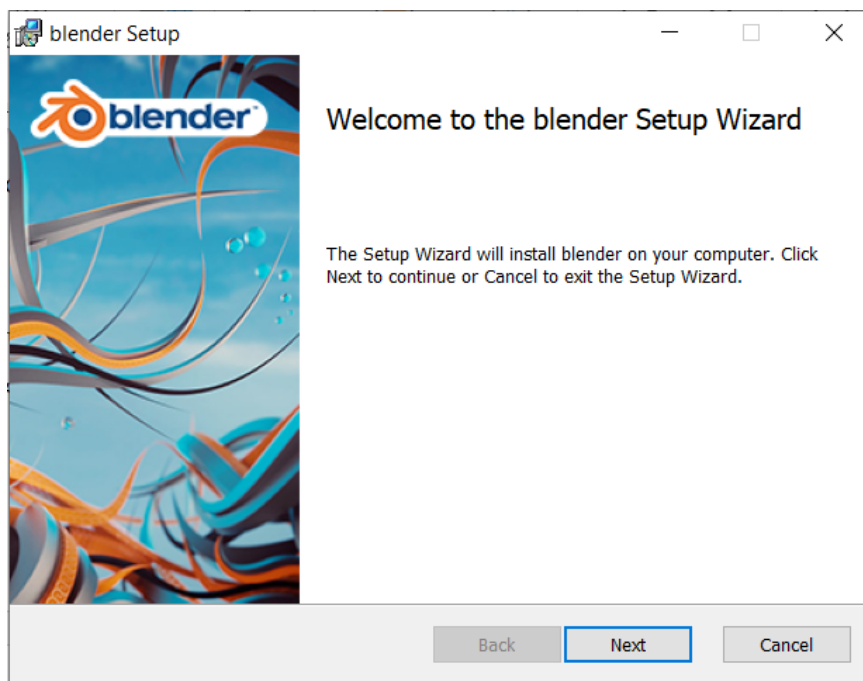 blender Setup
blender™
Welcome to the blender Setup Wizard
The Setup Wizard will install blender on your computer. Click
Next to continue or Cancel to exit the Setup Wizard.
Back
Next
Cancel